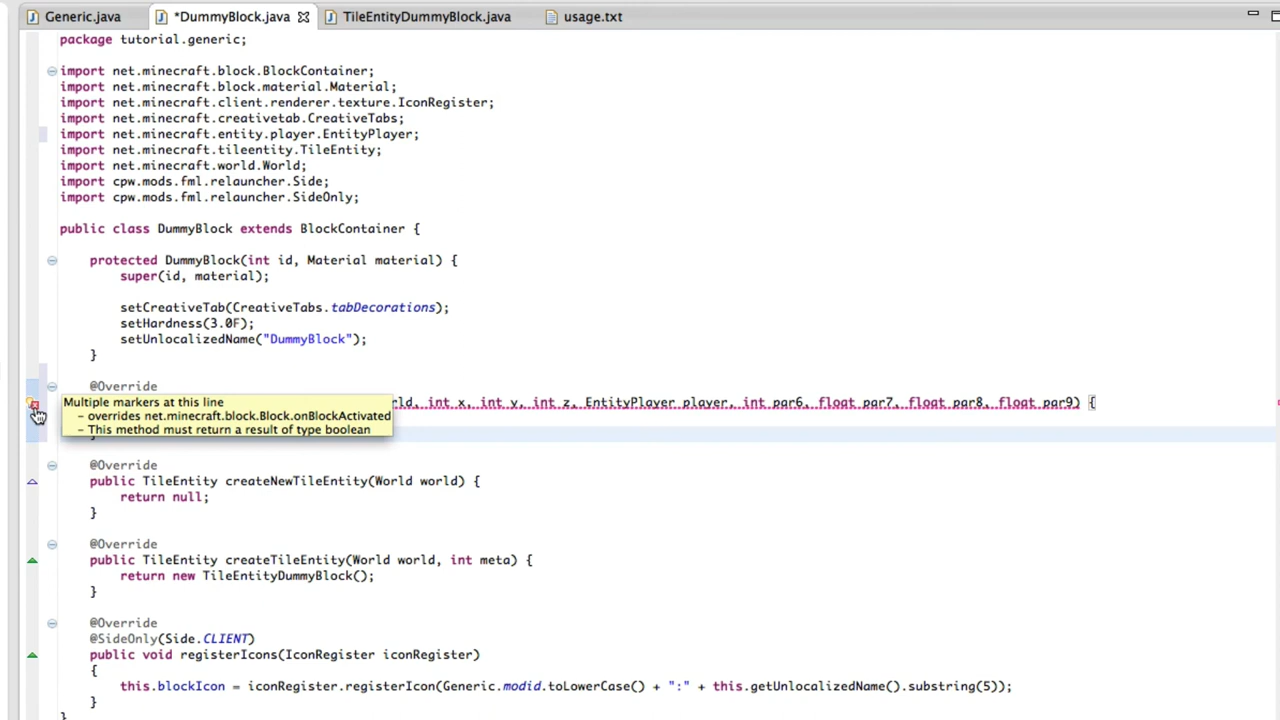 Generic.java *DummyBlock.java TileEntityDummyBlock.java usage.txt
package tutorial.generic;
import net.minecraft.block.BlockContainer;
import net.minecraft.block.material.Material;
import net.minecraft.client.renderer.texture.IconRegister;
import net.minecraft.creativetab.CreativeTabs;
import net.minecraft.entity.player.EntityPlayer;
import net.minecraft.tileentity.TileEntity;
import net.minecraft.world.World;
import cpw.mods.fml.relauncher.Side;
import cpw.mods.fml.relauncher.SideOnly;
public class DummyBlock extends BlockContainer {
protected DummyBlock(int id, Material material) {
super(id, material);
setCreativeTab(CreativeTabs.tabDecorations);
setHardness(3.0F);
setUnlocalizedName("DummyBlock");
}
@Override
Multiple markers at this line
rld, int x, int y, int z, EntityPlayer player, int par6, float par7, float par8, float par9) {
- overrides net.minecraft.block.Block.onBlockActivated
- This method must return a result of type boolean
}
@Override
public TileEntity createNewTileEntity(World world) {
return null;
}
@Override
public TileEntity createTileEntity(World world, int meta) {
return new TileEntityDummyBlock();
}
@Override
@SideOnly(Side.CLIENT)
public void registerIcons(IconRegister iconRegister)
{
this.blockIcon = iconRegister.registerIcon(Generic.modid.toLowerCase() + ":" + this.getUnlocalizedName().substring(5));
}
}